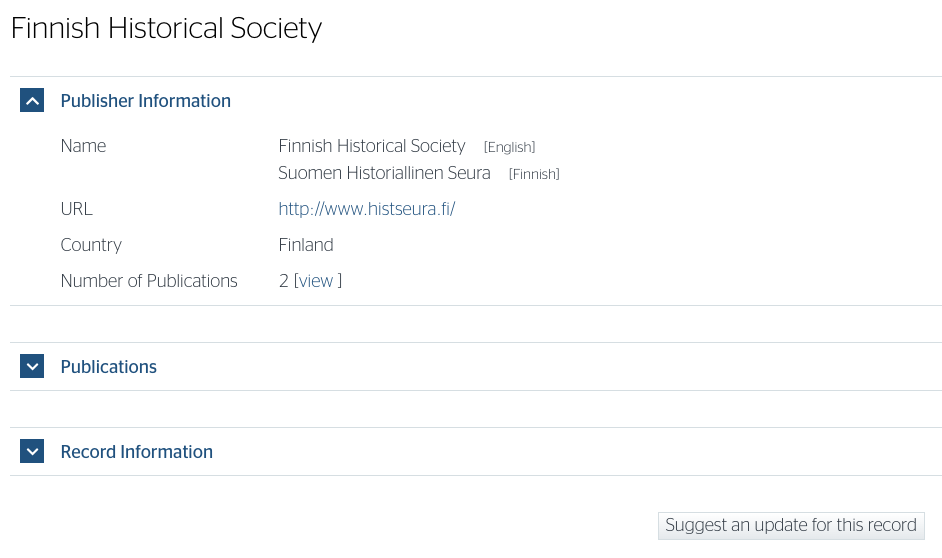 Finnish Historical Society
Publisher Information
Name Finnish Historical Society [English]
Suomen Historiallinen Seura [Finnish]
URL http://www.histseura.fi/
Country Finland
Number of Publications 2 [view ]
Publications
Record Information
Suggest an update for this record